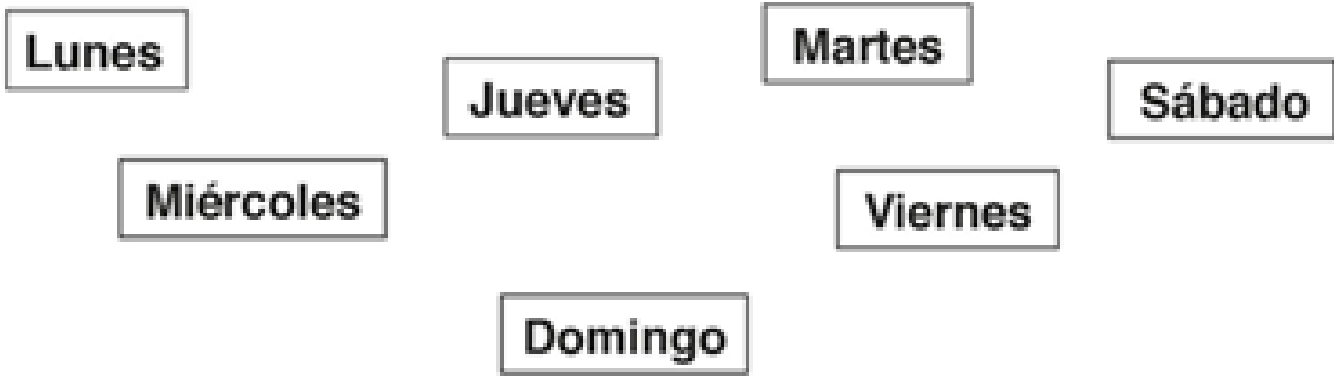 Lunes
Martes
Jueves
Sábado
Miércoles
Viernes
Domingo